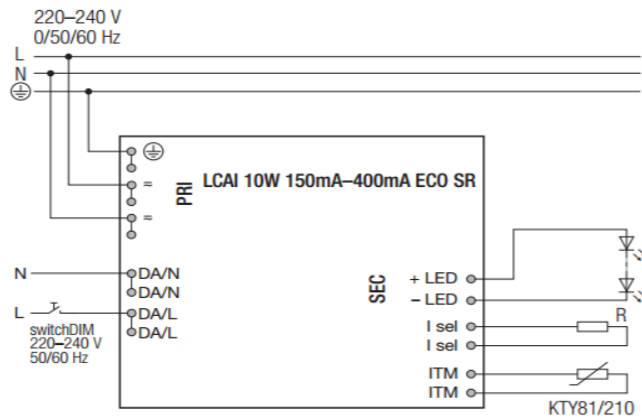 220–240 V
0/50/60 Hz
L
N
PRI
LCAI 10W 150mA–400mA ECO SR
≈
≈
N
DA/N
DA/N
L
DA/L
DA/L
switchDIM
220–240 V
50/60 Hz
SEC
+ LED
– LED
I sel
I sel
R
ITM
ITM
KTY81/210